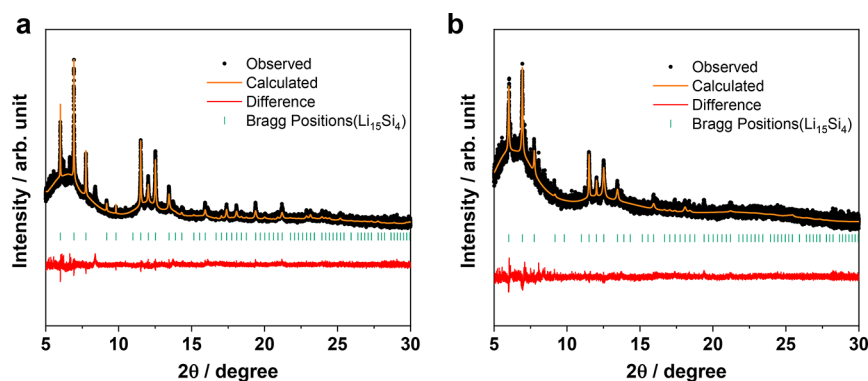 a
Observed
Calculated
Difference
Bragg Positions(Li₁₅Si₄)
Intensity / arb. unit
5 10 15 20 25 30
2θ / degree
b
Observed
Calculated
Difference
Bragg Positions(Li₁₅Si₄)
Intensity / arb. unit
5 10 15 20 25 30
2θ / degree